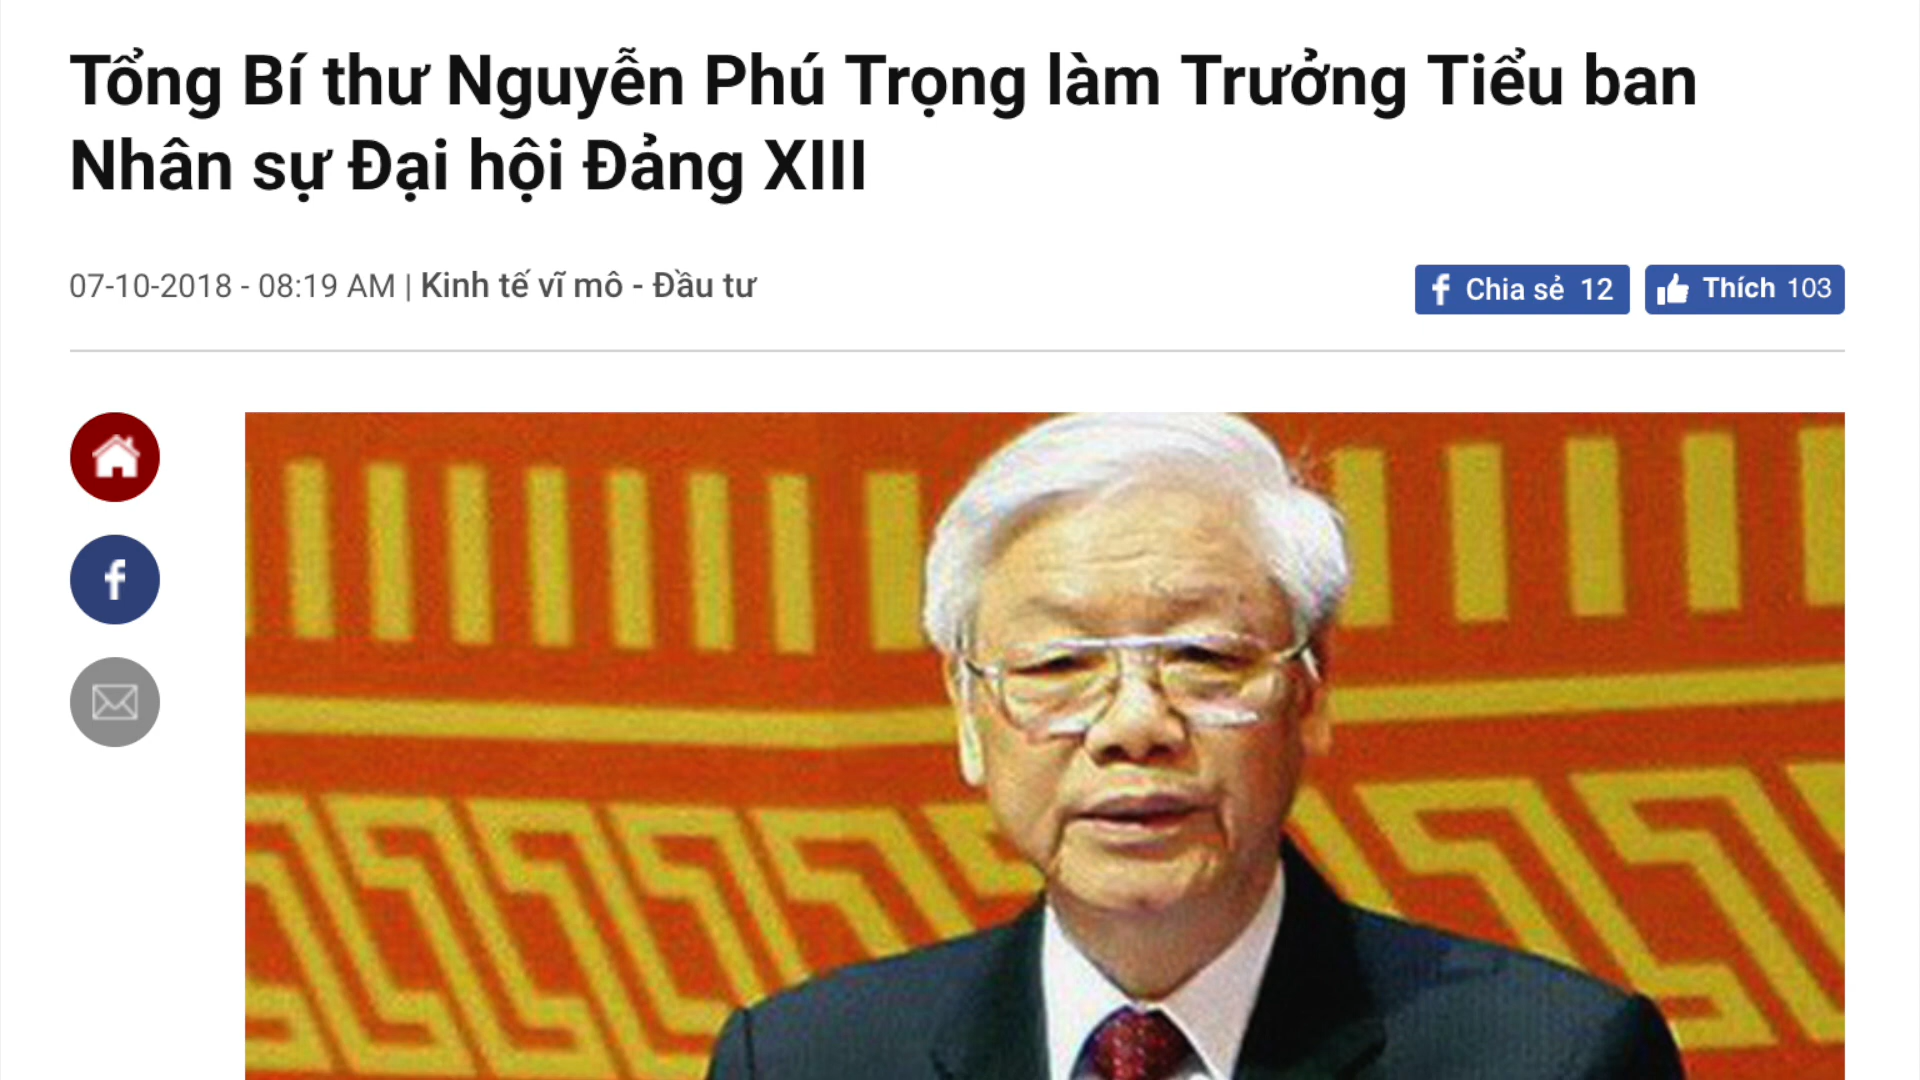 Tổng Bí thư Nguyễn Phú Trọng làm Trưởng Tiểu ban
Nhân sự Đại hội Đảng XIII
07-10-2018 - 08:19 AM | Kinh tế vĩ mô - Đầu tư
Chia sẻ 12
Thích 103